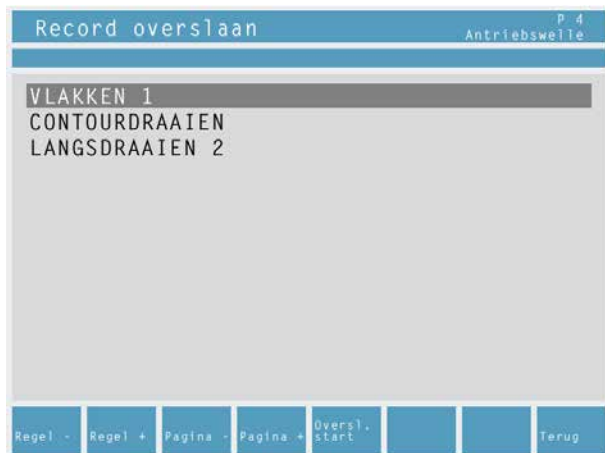 Record overslaan
P 4
Antriebswelle
VLAKKEN 1
CONTOURDRAAIEN
LANGSDRAAIEN 2
Regel -
Regel +
Pagina -
Pagina +
Oversl.
start
Terug